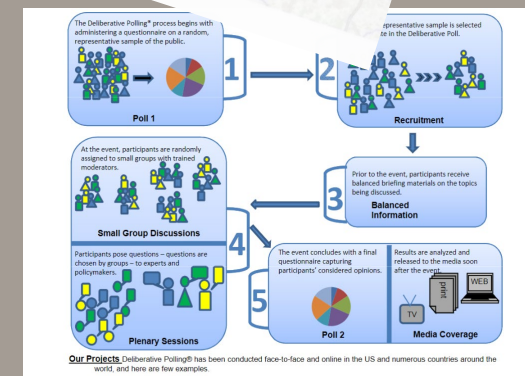 The Deliberative Polling® process begins with
administering a questionnaire on a random,
representative sample of the public.
Poll 1
1
2
representative sample is selected
te in the Deliberative Poll.
Recruitment
At the event, participants are randomly
assigned to small groups with trained
moderators.
Small Group Discussions
Prior to the event, participants receive
balanced briefing materials on the topics
being discussed.
Balanced
Information
3
4
Participants pose questions – questions are
chosen by groups – to experts and
policymakers.
Plenary Sessions
5
The event concludes with a final
questionnaire capturing
participants' considered opinions.
Poll 2
Results are analyzed and
released to the media soon
after the event.
TV
print
WEB
Media Coverage
Our Projects Deliberative Polling® has been conducted face-to-face and online in the US and numerous countries around the
world, and here are few examples.